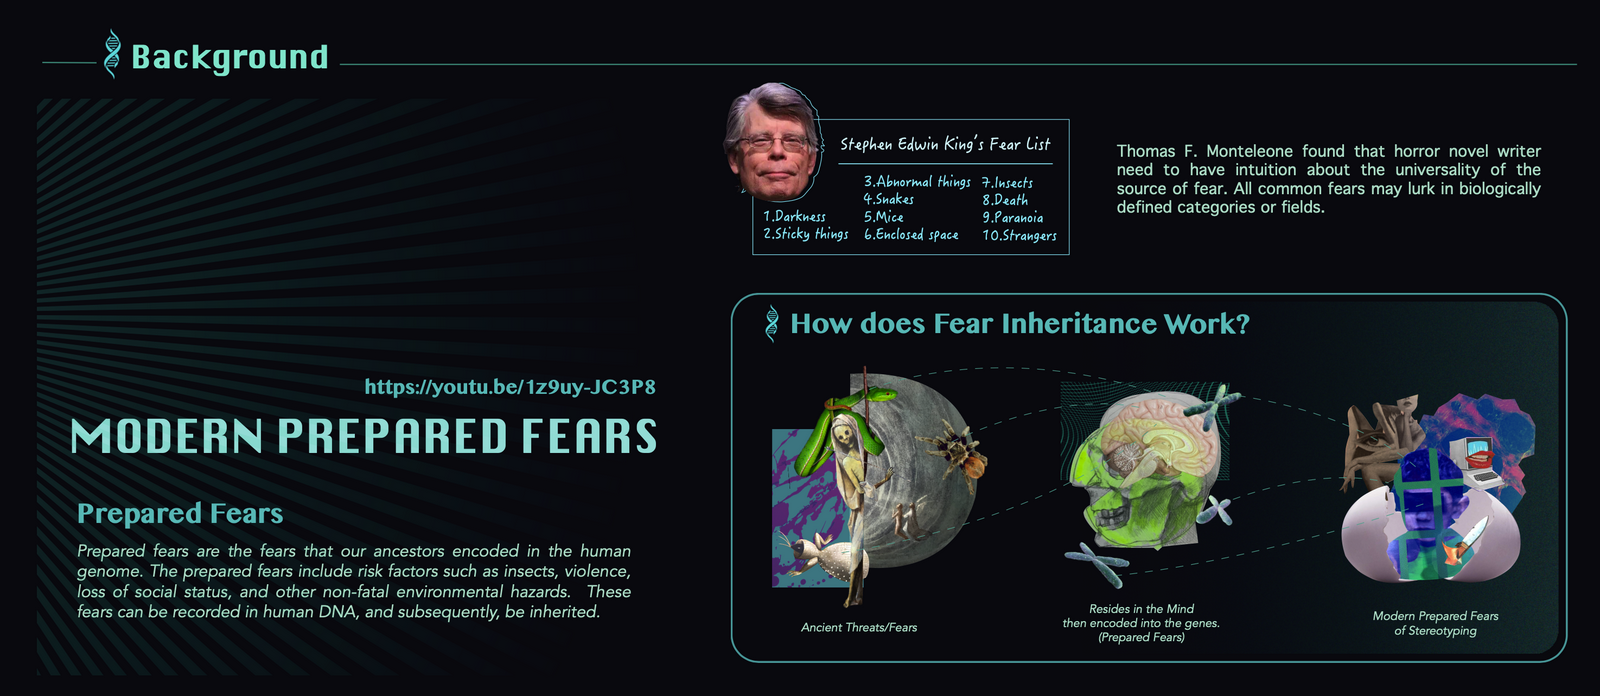 Background
https://youtu.be/1z9uy-JC3P8
MODERN PREPARED FEARS
Prepared Fears
Prepared fears are the fears that our ancestors encoded in the human
genome. The prepared fears include risk factors such as insects, violence,
loss of social status, and other non-fatal environmental hazards. These
fears can be recorded in human DNA, and subsequently, be inherited.
Stephen Edwin King's Fear List
1.Darkness
2.Sticky things
3.Abnormal things
4.Snakes
5.Mice
6.Enclosed space
7.Insects
8.Death
9.Paranoia
10.Strangers
Thomas F. Monteleone found that horror novel writer
need to have intuition about the universality of the
source of fear. All common fears may lurk in biologically
defined categories or fields.
How does Fear Inheritance Work?
Ancient Threats/Fears
Resides in the Mind
then encoded into the genes.
(Prepared Fears)
Modern Prepared Fears
of Stereotyping